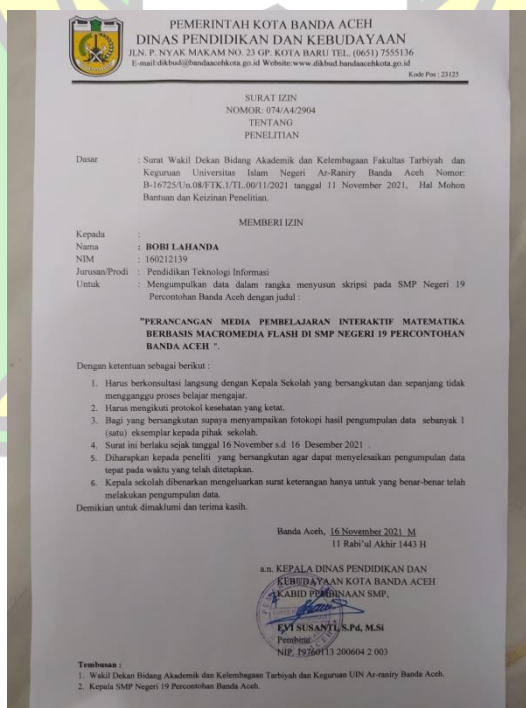 PEMERINTAH KOTA BANDA ACEH
DINAS PENDIDIKAN DAN KEBUDAYAAN
JLN. P. NYAK MAKAM NO. 23 GP. KOTA BARU TEL. (0651) 7555136
E-mail:dikbud@bandaacehkota.go.id Website:www.dikbud.bandaacehkota.go.id
Kode Pos : 23125
SURAT IZIN
NOMOR: 074/A4/2904
TENTANG
PENELITIAN
Dasar : Surat Wakil Dekan Bidang Akademik dan Kelembagaan Fakultas Tarbiyah dan
Keguruan Universitas Islam Negeri Ar-Raniry Banda Aceh Nomor:
B-16725/Un.08/FTK.1/TL.00/11/2021 tanggal 11 November 2021, Hal Mohon
Bantuan dan Keizinan Penelitian.
MEMBERI IZIN
Kepada :
Nama : BOBI LAHANDA
NIM : 160212139
Jurusan/Prodi : Pendidikan Teknologi Informasi
Untuk : Mengumpulkan data dalam rangka menyusun skripsi pada SMP Negeri 19
Percontohan Banda Aceh dengan judul :
"PERANCANGAN MEDIA PEMBELAJARAN INTERAKTIF MATEMATIKA
BERBASIS MACROMEDIA FLASH DI SMP NEGERI 19 PERCONTOHAN
BANDA ACEH ".
Dengan ketentuan sebagai berikut :
1. Harus berkonsultasi langsung dengan Kepala Sekolah yang bersangkutan dan sepanjang tidak
mengganggu proses belajar mengajar.
2. Harus mengikuti protokol kesehatan yang ketat.
3. Bagi yang bersangkutan supaya menyampaikan fotokopi hasil pengumpulan data sebanyak 1
(satu) eksemplar kepada pihak sekolah.
4. Surat ini berlaku sejak tanggal 16 November s.d 16 Desember 2021 .
5. Diharapkan kepada peneliti yang bersangkutan agar dapat menyelesaikan pengumpulan data
tepat pada waktu yang telah ditetapkan.
6. Kepala sekolah dibenarkan mengeluarkan surat keterangan hanya untuk yang benar-benar telah
melakukan pengumpulan data.
Demikian untuk dimaklumi dan terima kasih.
Banda Aceh, 16 November 2021 M
11 Rabi'ul Akhir 1443 H
a.n. KEPALA DINAS PENDIDIKAN DAN
KEBUDAYAAN KOTA BANDA ACEH
KABID PEMBINAAN SMP,
EVI SUSANTI, S.Pd, M.Si
Pembina
NIP. 19760113 200604 2 003
Tembusan :
1. Wakil Dekan Bidang Akademik dan Kelembagaan Tarbiyah dan Keguruan UIN Ar-raniry Banda Aceh.
2. Kepala SMP Negeri 19 Percontohan Banda Aceh.